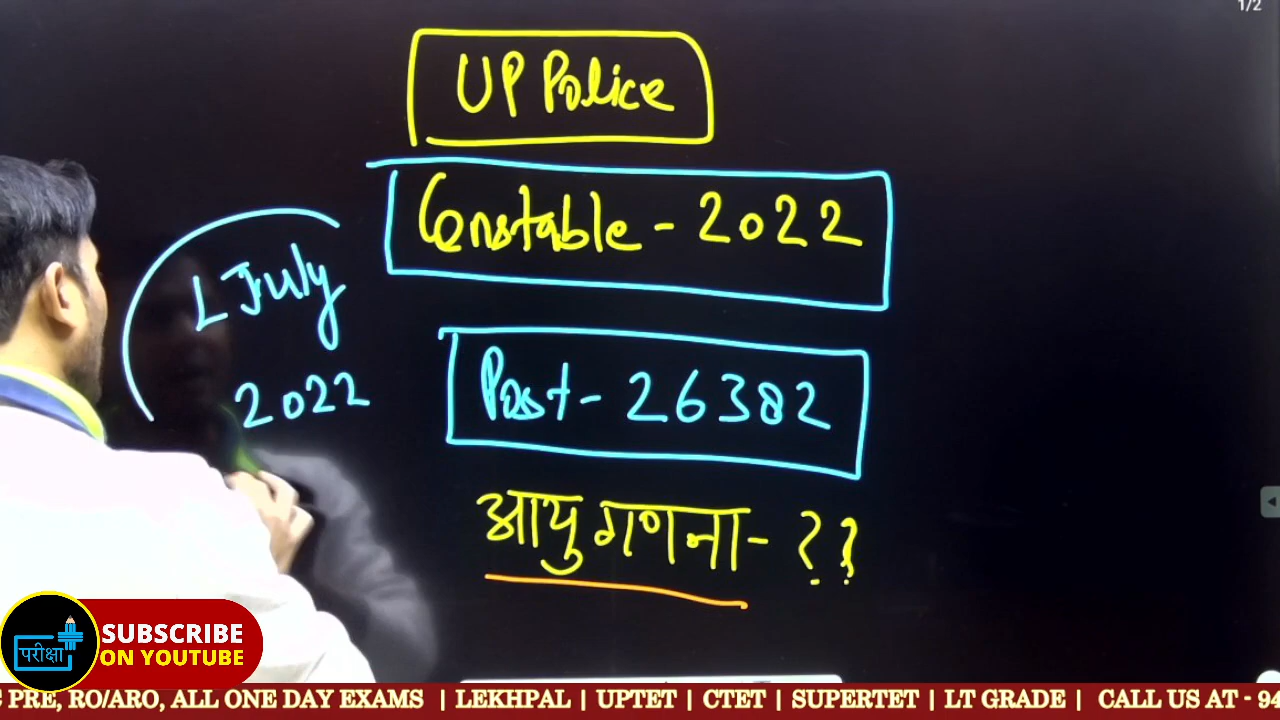 1/2
UP Police
Constable - 2022
1 July
2022
Post - 26382
आयु गणना - ??
परीक्षा
SUBSCRIBE
ON YOUTUBE
C PRE, RO/ARO, ALL ONE DAY EXAMS | LEKHPAL | UPTET | CTET | SUPERTET | LT GRADE | CALL US AT - 94